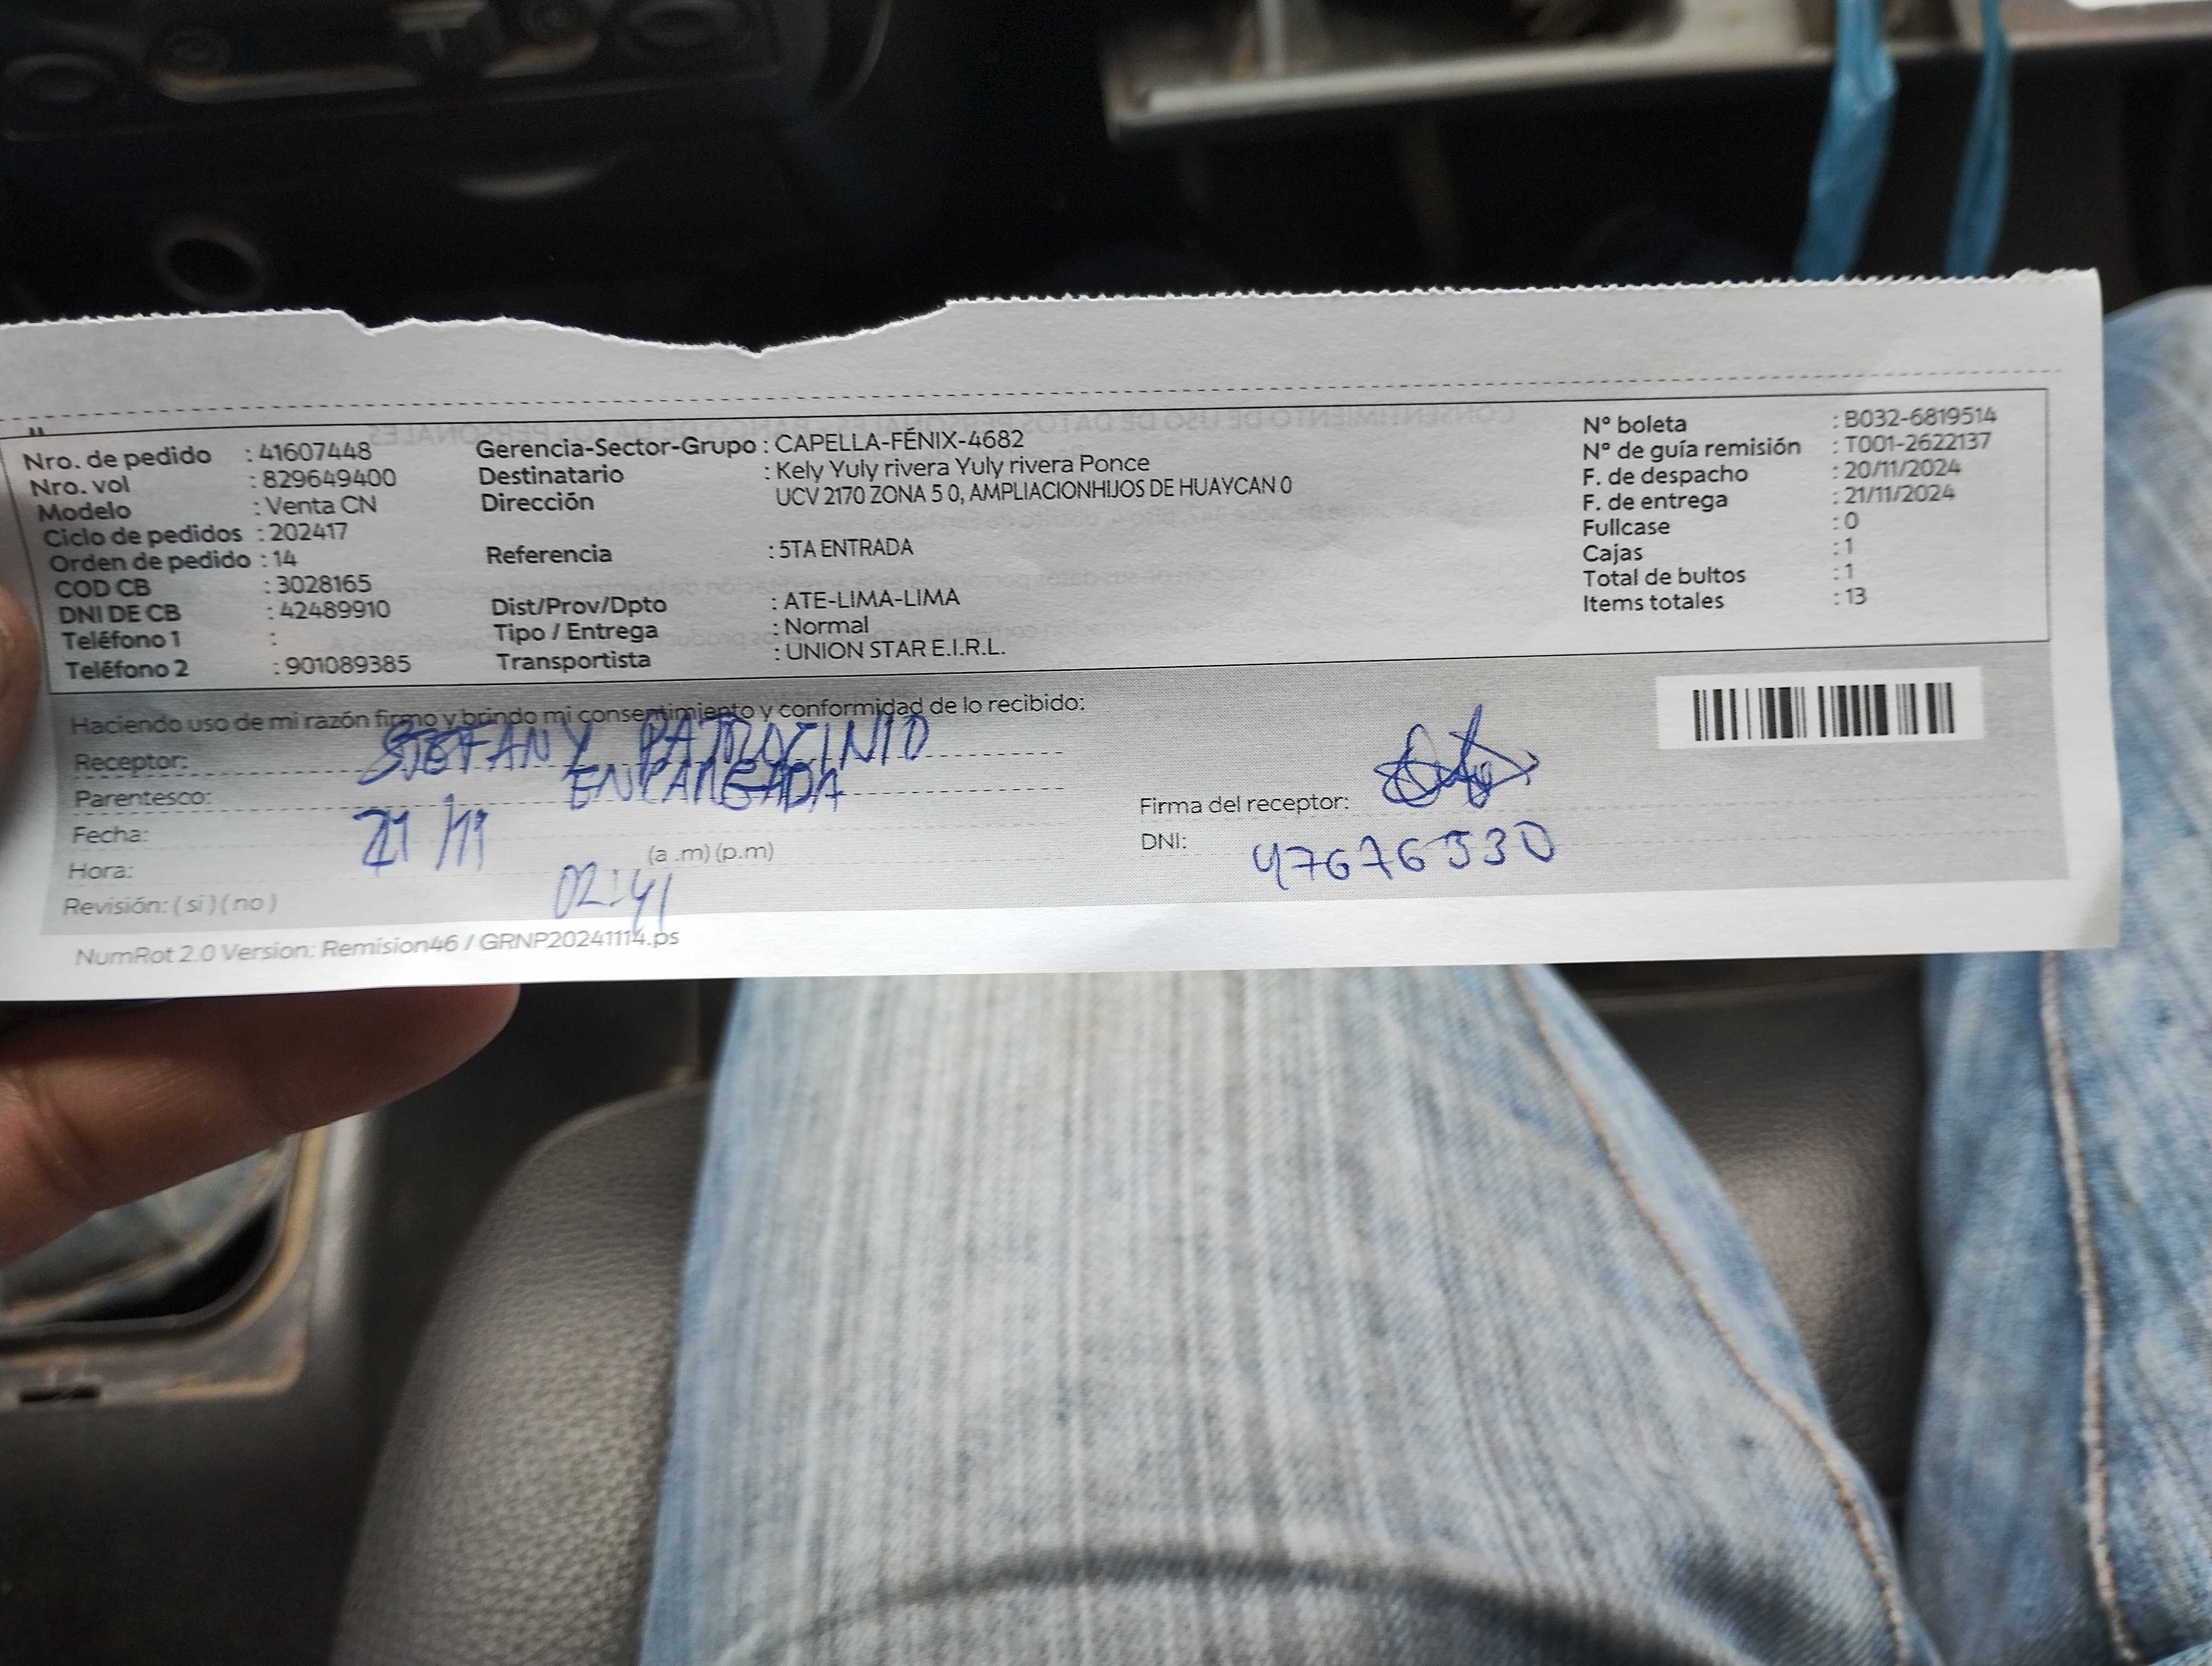 Nro. de pedido : 41607448
Nro. vol : 829649400
Modelo : Venta CN
Ciclo de pedidos : 202417
Orden de pedido : 14
COD CB : 3028165
DNI DE CB : 42489910
Teléfono 1 :
Teléfono 2 : 901089385
Gerencia-Sector-Grupo : CAPELLA-FÉNIX-4682
Destinatario : Kely Yuly rivera Yuly rivera Ponce
Dirección UCV 2170 ZONA 5 0, AMPLIACIONHIJOS DE HUAYCAN 0
Referencia : 5TA ENTRADA
Dist/Prov/Dpto : ATE-LIMA-LIMA
Tipo / Entrega : Normal
Transportista : UNION STAR E.I.R.L.
N° boleta : B032-6819514
N° de guía remisión : T001-2622137
F. de despacho : 20/11/2024
F. de entrega : 21/11/2024
Fullcase : 0
Cajas : 1
Total de bultos : 1
Items totales : 13
Haciendo uso de mi razón firmo y brindo mi consentimiento y conformidad de lo recibido:
Receptor: STEFANY PATROCINIO
Parentesco: ENCARGADA
Fecha: 21/11
Hora: 02:41 (a .m) (p.m)
Revisión: ( si ) ( no )
Firma del receptor:
DNI: 47676530
NumRot 2.0 Version: Remision46 / GRNP20241114.ps